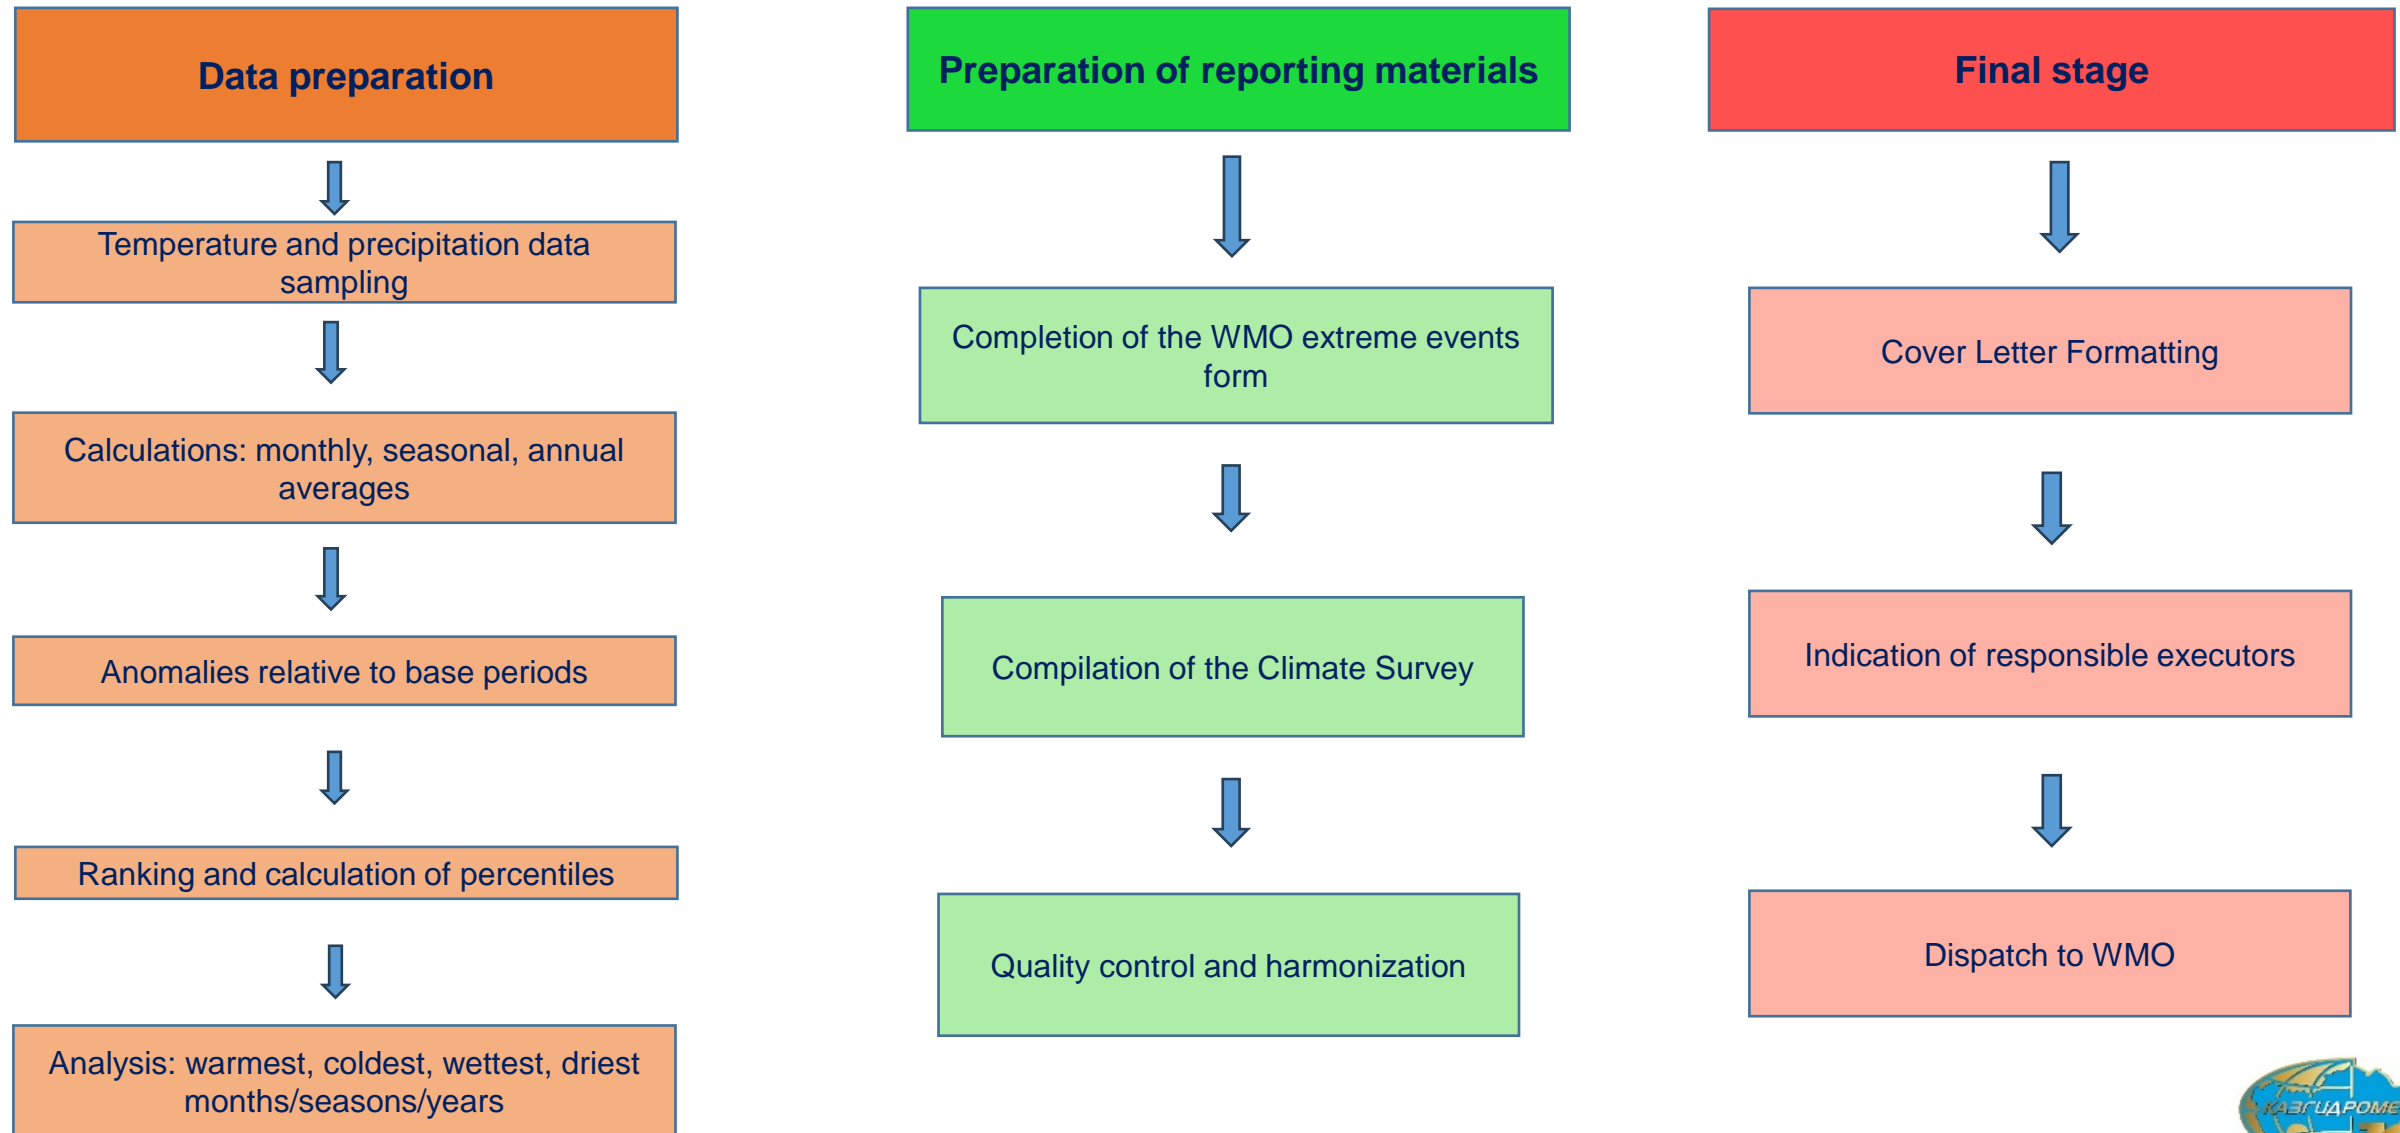 Data preparation
Temperature and precipitation data
sampling
Calculations: monthly, seasonal, annual
averages
Anomalies relative to base periods
Ranking and calculation of percentiles
Analysis: warmest, coldest, wettest, driest
months/seasons/years
Preparation of reporting materials
Completion of the WMO extreme events
form
Compilation of the Climate Survey
Quality control and harmonization
Final stage
Cover Letter Formatting
Indication of responsible executors
Dispatch to WMO